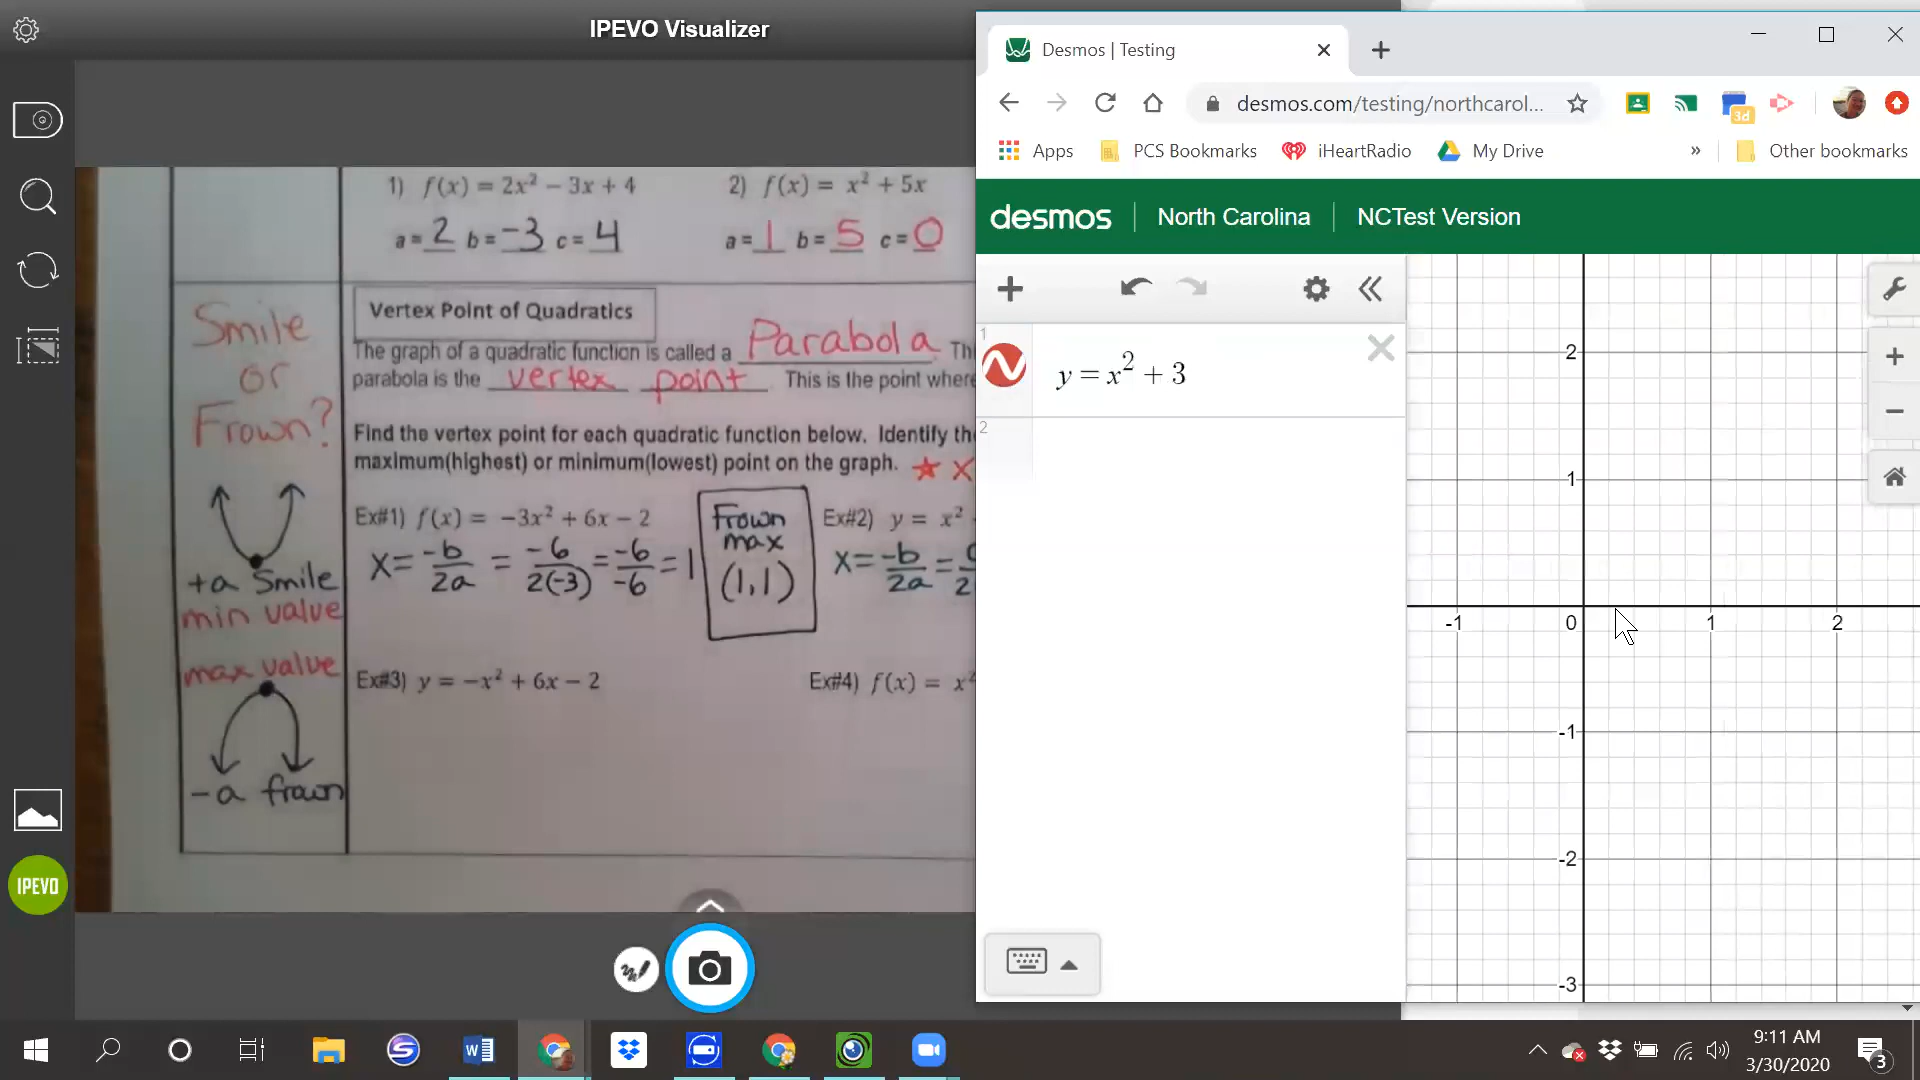 IPEVO Visualizer
1) f(x) = 2x² − 3x + 4
2) f(x) = x² + 5x
a = 2 b = -3 c = 4
a = 1 b = 5 c = 0
Smile
or
Frown?
Vertex Point of Quadratics
The graph of a quadratic function is called a Parabola.
parabola is the vertex point This is the point where
Find the vertex point for each quadratic function below. Identify
maximum(highest) or minimum(lowest) point on the graph. ★ X
Ex#1) f(x) = −3x² + 6x − 2
X = -b/2a = -6/2(-3) = -6/-6 = 1
Frown
max
(1,1)
Ex#2) y = x²
X = -b/2a =
+a Smile
min value
max value
-a frown
Ex#3) y = −x² + 6x − 2
Ex#4) f(x) =
IPEVO
Desmos | Testing
desmos.com/testing/northcarol...
3d
Apps
PCS Bookmarks
iHeartRadio
My Drive
»
Other bookmarks
desmos
North Carolina
NCTest Version
1
y = x² + 3
2
2
1
-1
0
1
2
-1
-2
-3
9:11 AM
3/30/2020
3